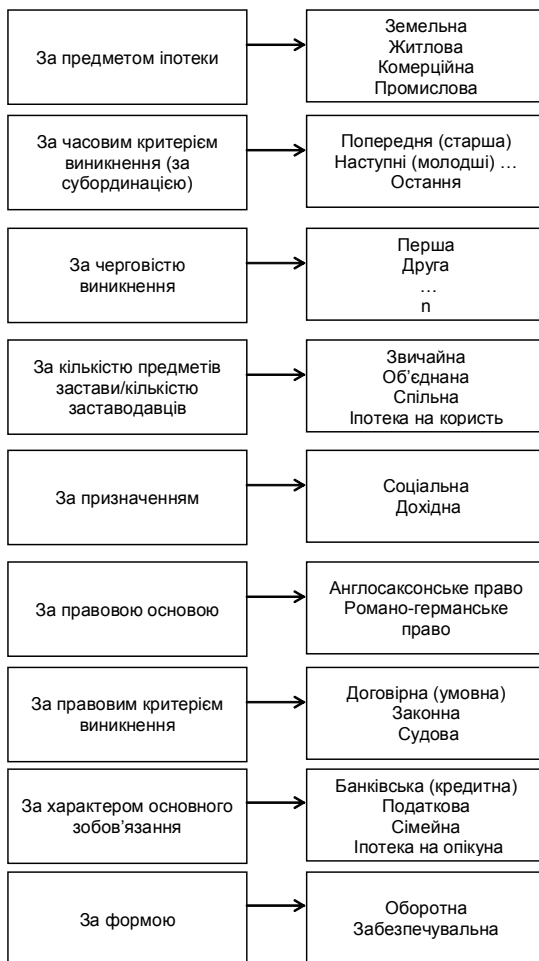 За предметом іпотеки
Земельна
Житлова
Комерційна
Промислова
За часовим критерієм
виникнення (за
субординацією)
Попередня (старша)
Наступні (молодші) …
Остання
За черговістю
виникнення
Перша
Друга
…
n
За кількістю предметів
застави/кількістю
заставодавців
Звичайна
Об’єднана
Спільна
Іпотека на користь
За призначенням
Соціальна
Дохідна
За правовою основою
Англосаксонське право
Романо-германське
право
За правовим критерієм
виникнення
Договірна (умовна)
Законна
Судова
За характером основного
зобов’язання
Банківська (кредитна)
Податкова
Сімейна
Іпотека на опікуна
За формою
Оборотна
Забезпечувальна